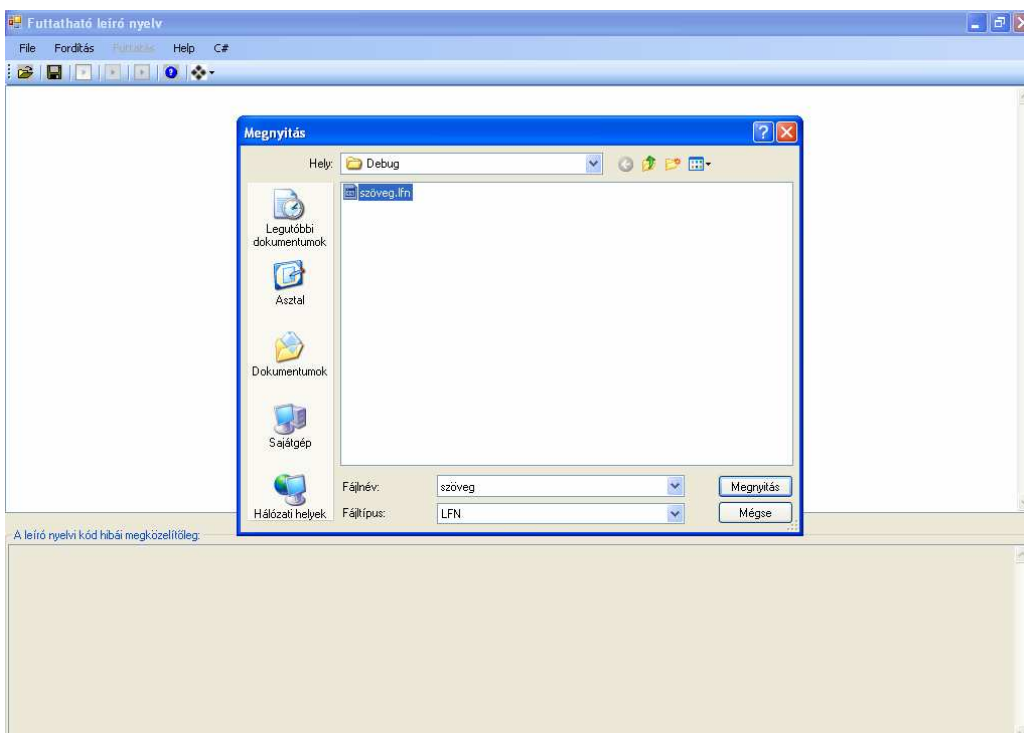 Futtatható leíró nyelv
File Fordítás Futtatás Help C#
Megnyitás
Hely: Debug
szöveg.lfn
Legutóbbi
dokumentumok
Asztal
Dokumentumok
Sajátgép
Hálózati helyek
Fájlnév: szöveg Megnyitás
Fájltípus: LFN Mégse
A leíró nyelvi kód hibái megközelítőleg: